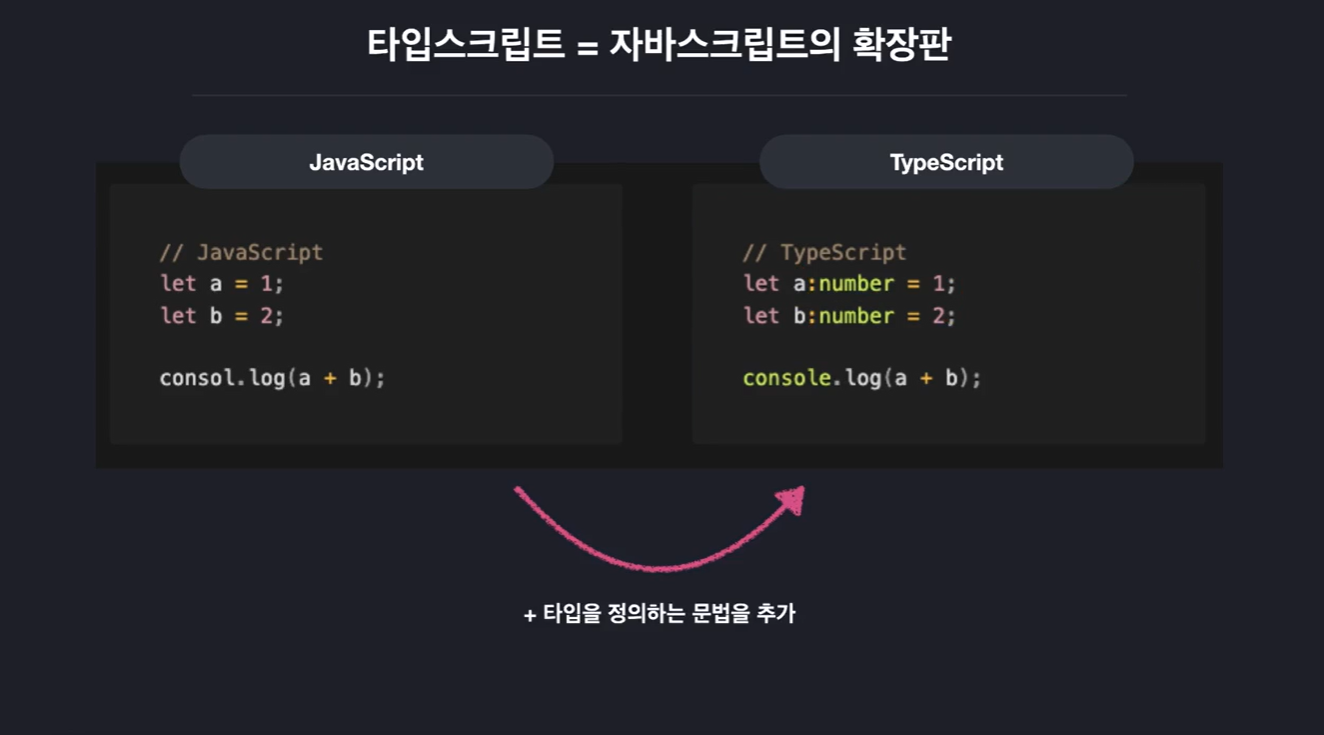 타입스크립트 = 자바스크립트의 확장판
JavaScript
// JavaScript
let a = 1;
let b = 2;
consol.log(a + b);
TypeScript
// TypeScript
let a:number = 1;
let b:number = 2;
console.log(a + b);
+ 타입을 정의하는 문법을 추가